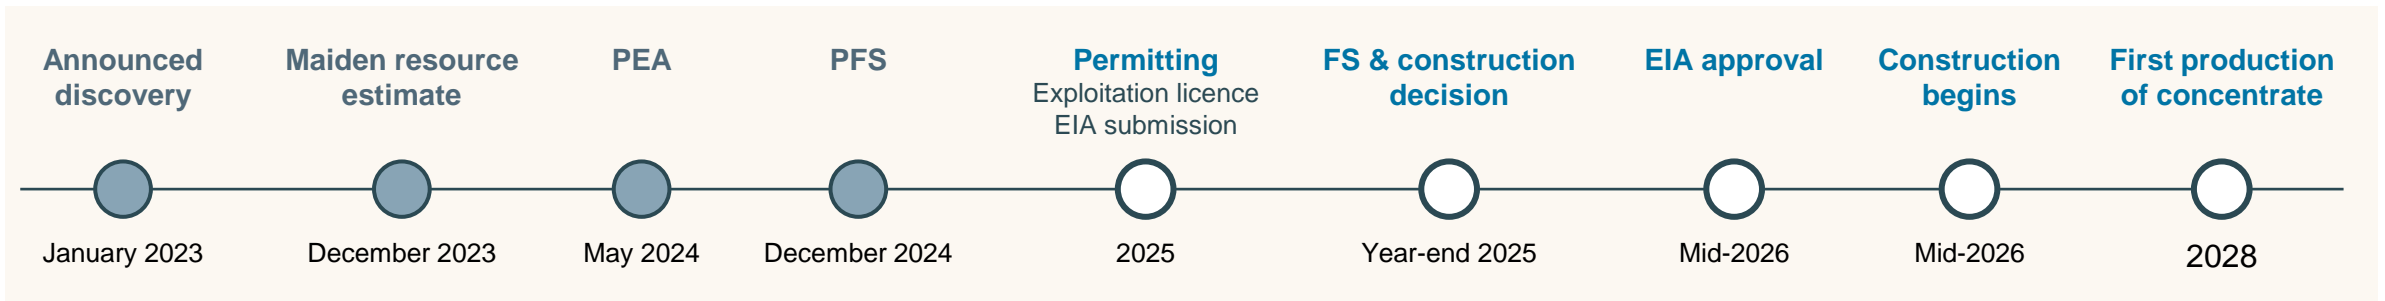 Announced
discovery
Maiden resource
estimate
PEA
PFS
Permitting
Exploitation licence
EIA submission
FS & construction
decision
EIA approval
Construction
begins
First production
of concentrate
January 2023
December 2023
May 2024
December 2024
2025
Year-end 2025
Mid-2026
Mid-2026
2028